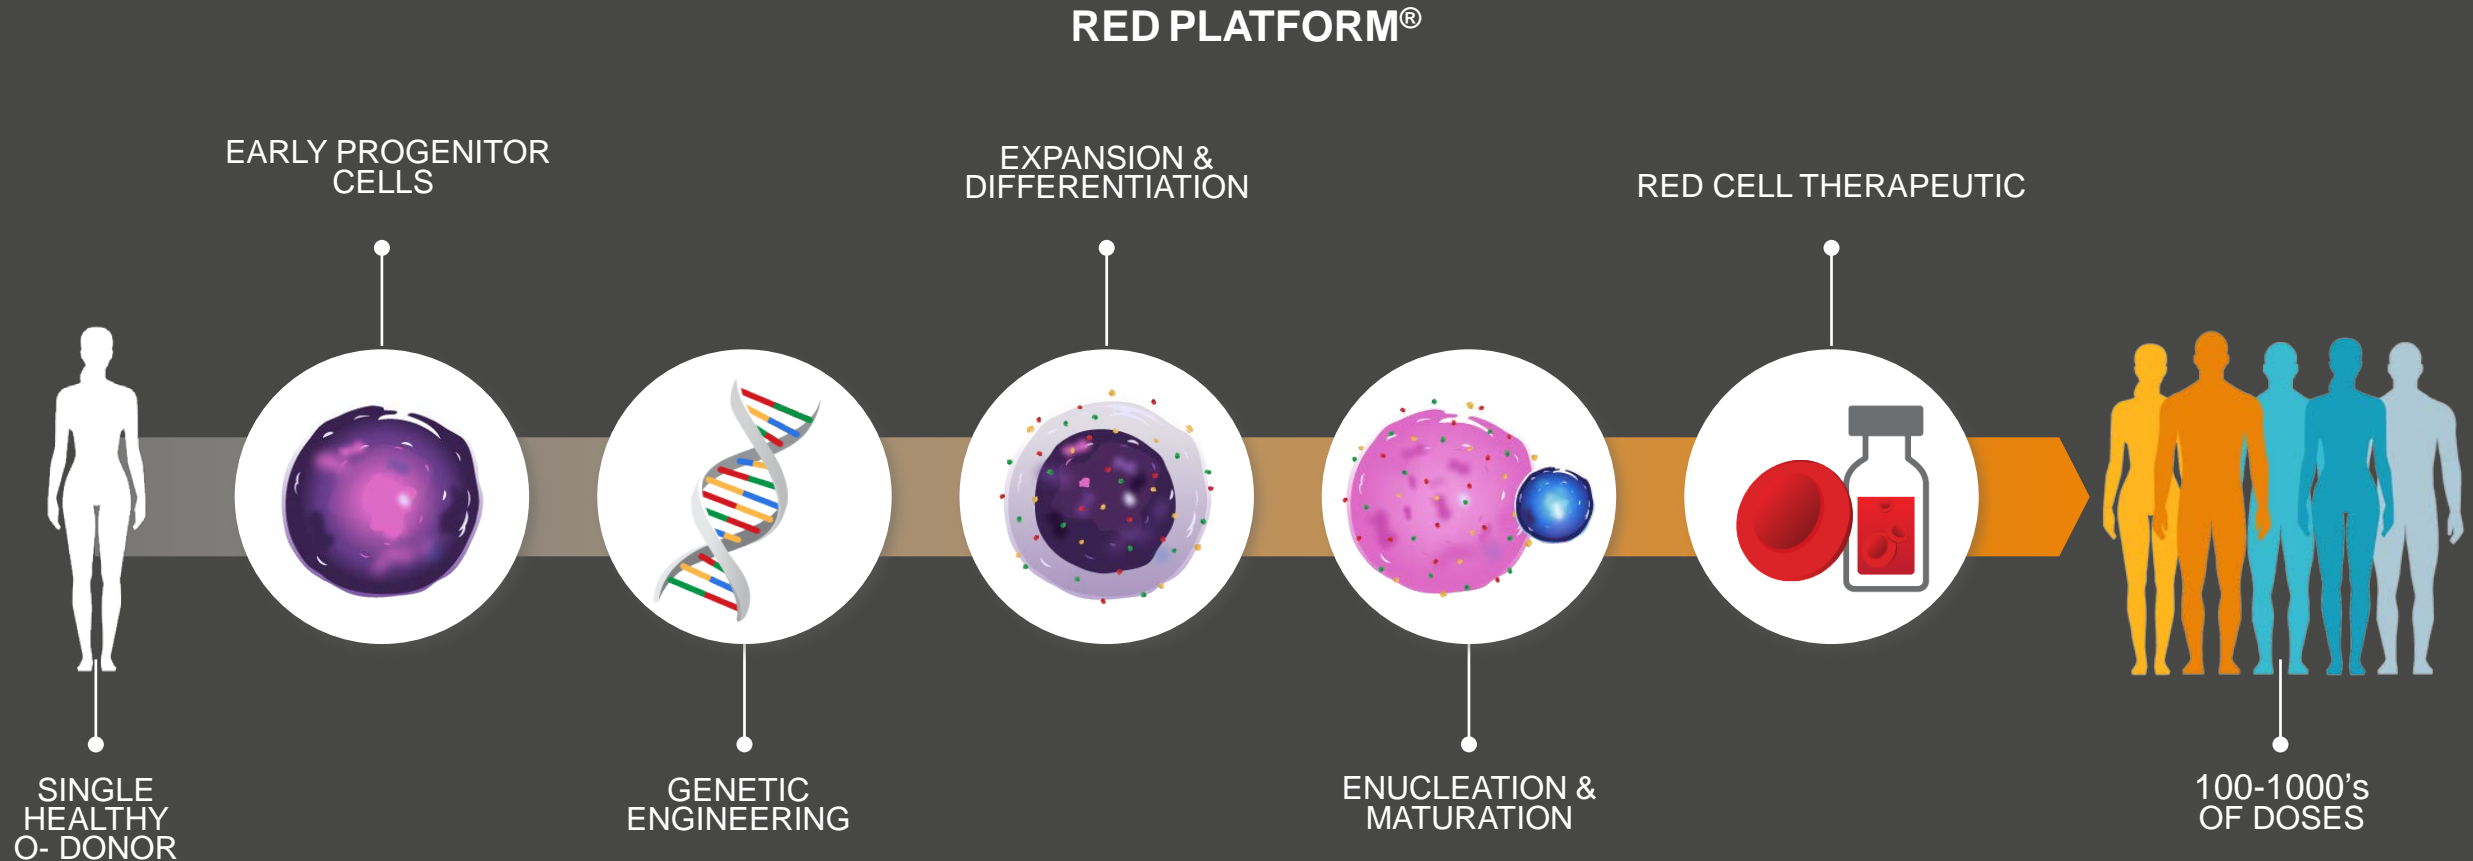 RED PLATFORM®
EARLY PROGENITOR
CELLS
EXPANSION &
DIFFERENTIATION
RED CELL THERAPEUTIC
SINGLE
HEALTHY
O- DONOR
GENETIC
ENGINEERING
ENUCLEATION &
MATURATION
100-1000’s
OF DOSES